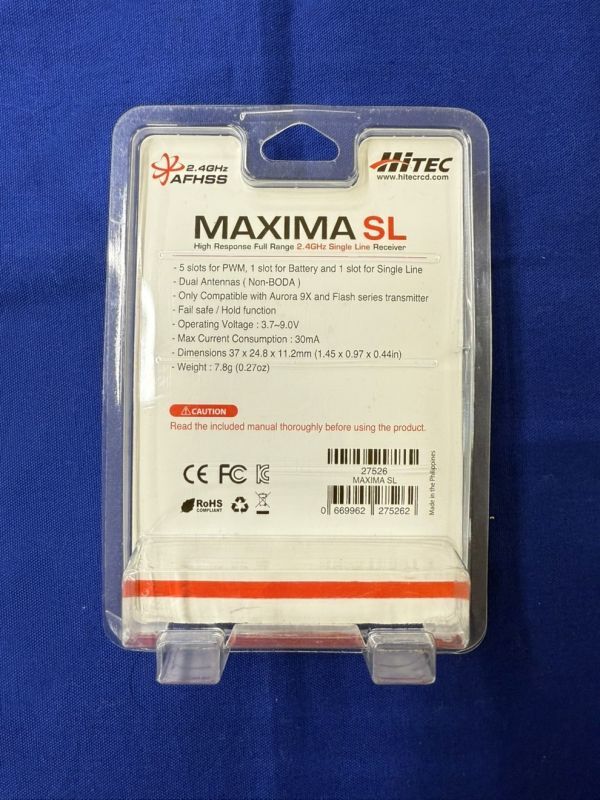 2.4GHz
AFHSS
HiTEC
www.hitecrcd.com
MAXIMA SL
High Response Full Range 2.4GHz Single Line Receiver
- 5 slots for PWM, 1 slot for Battery and 1 slot for Single Line
- Dual Antennas ( Non-BODA )
- Only Compatible with Aurora 9X and Flash series transmitter
- Fail safe / Hold function
- Operating Voltage : 3.7~9.0V
- Max Current Consumption : 30mA
- Dimensions 37 x 24.8 x 11.2mm (1.45 x 0.97 x 0.44in)
- Weight : 7.8g (0.27oz)
CAUTION
Read the included manual thoroughly before using the product.
CE FC
RoHS
COMPLIANT
27526
MAXIMA SL
0 669962 275262
Made in the Philippines